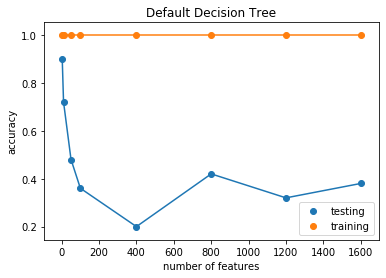 Default Decision Tree
accuracy
1.0
0.8
0.6
0.4
0.2
testing
training
0 200 400 600 800 1000 1200 1400 1600
number of features